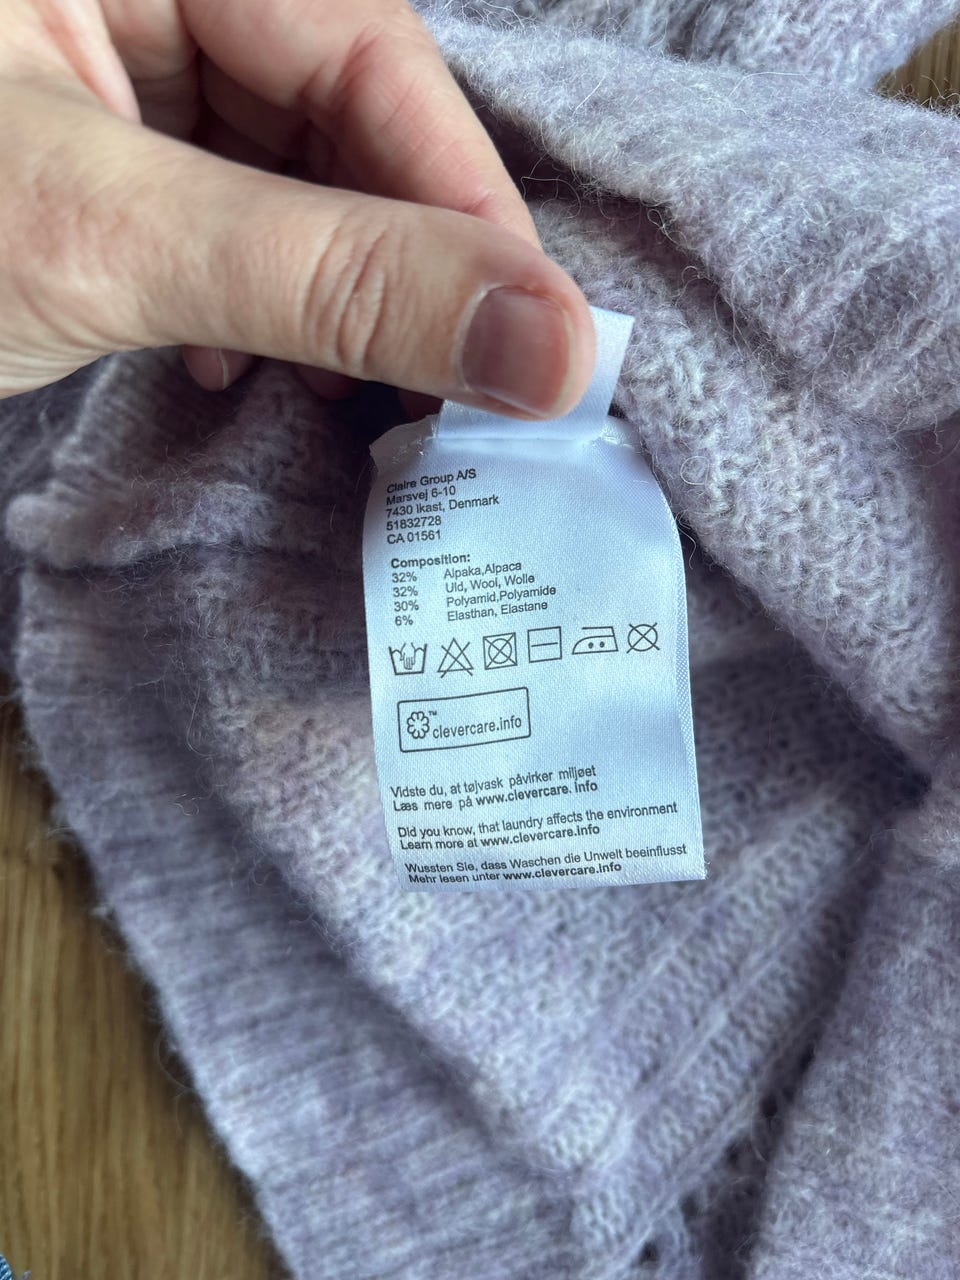 Claire Group A/S
Marsvej 6-10
7430 Ikast, Denmark
51832728
CA 01561
Composition:
32% Alpaka,Alpaca
32% Uld, Wool, Wolle
30% Polyamid,Polyamide
6% Elasthan, Elastane
clevercare.info™
Vidste du, at tøjvask påvirker miljøet
Læs mere på www.clevercare.info
Did you know, that laundry affects the environment
Learn more at www.clevercare.info
Wussten Sie, dass Waschen die Unwelt beeinflusst
Mehr lesen unter www.clevercare.info